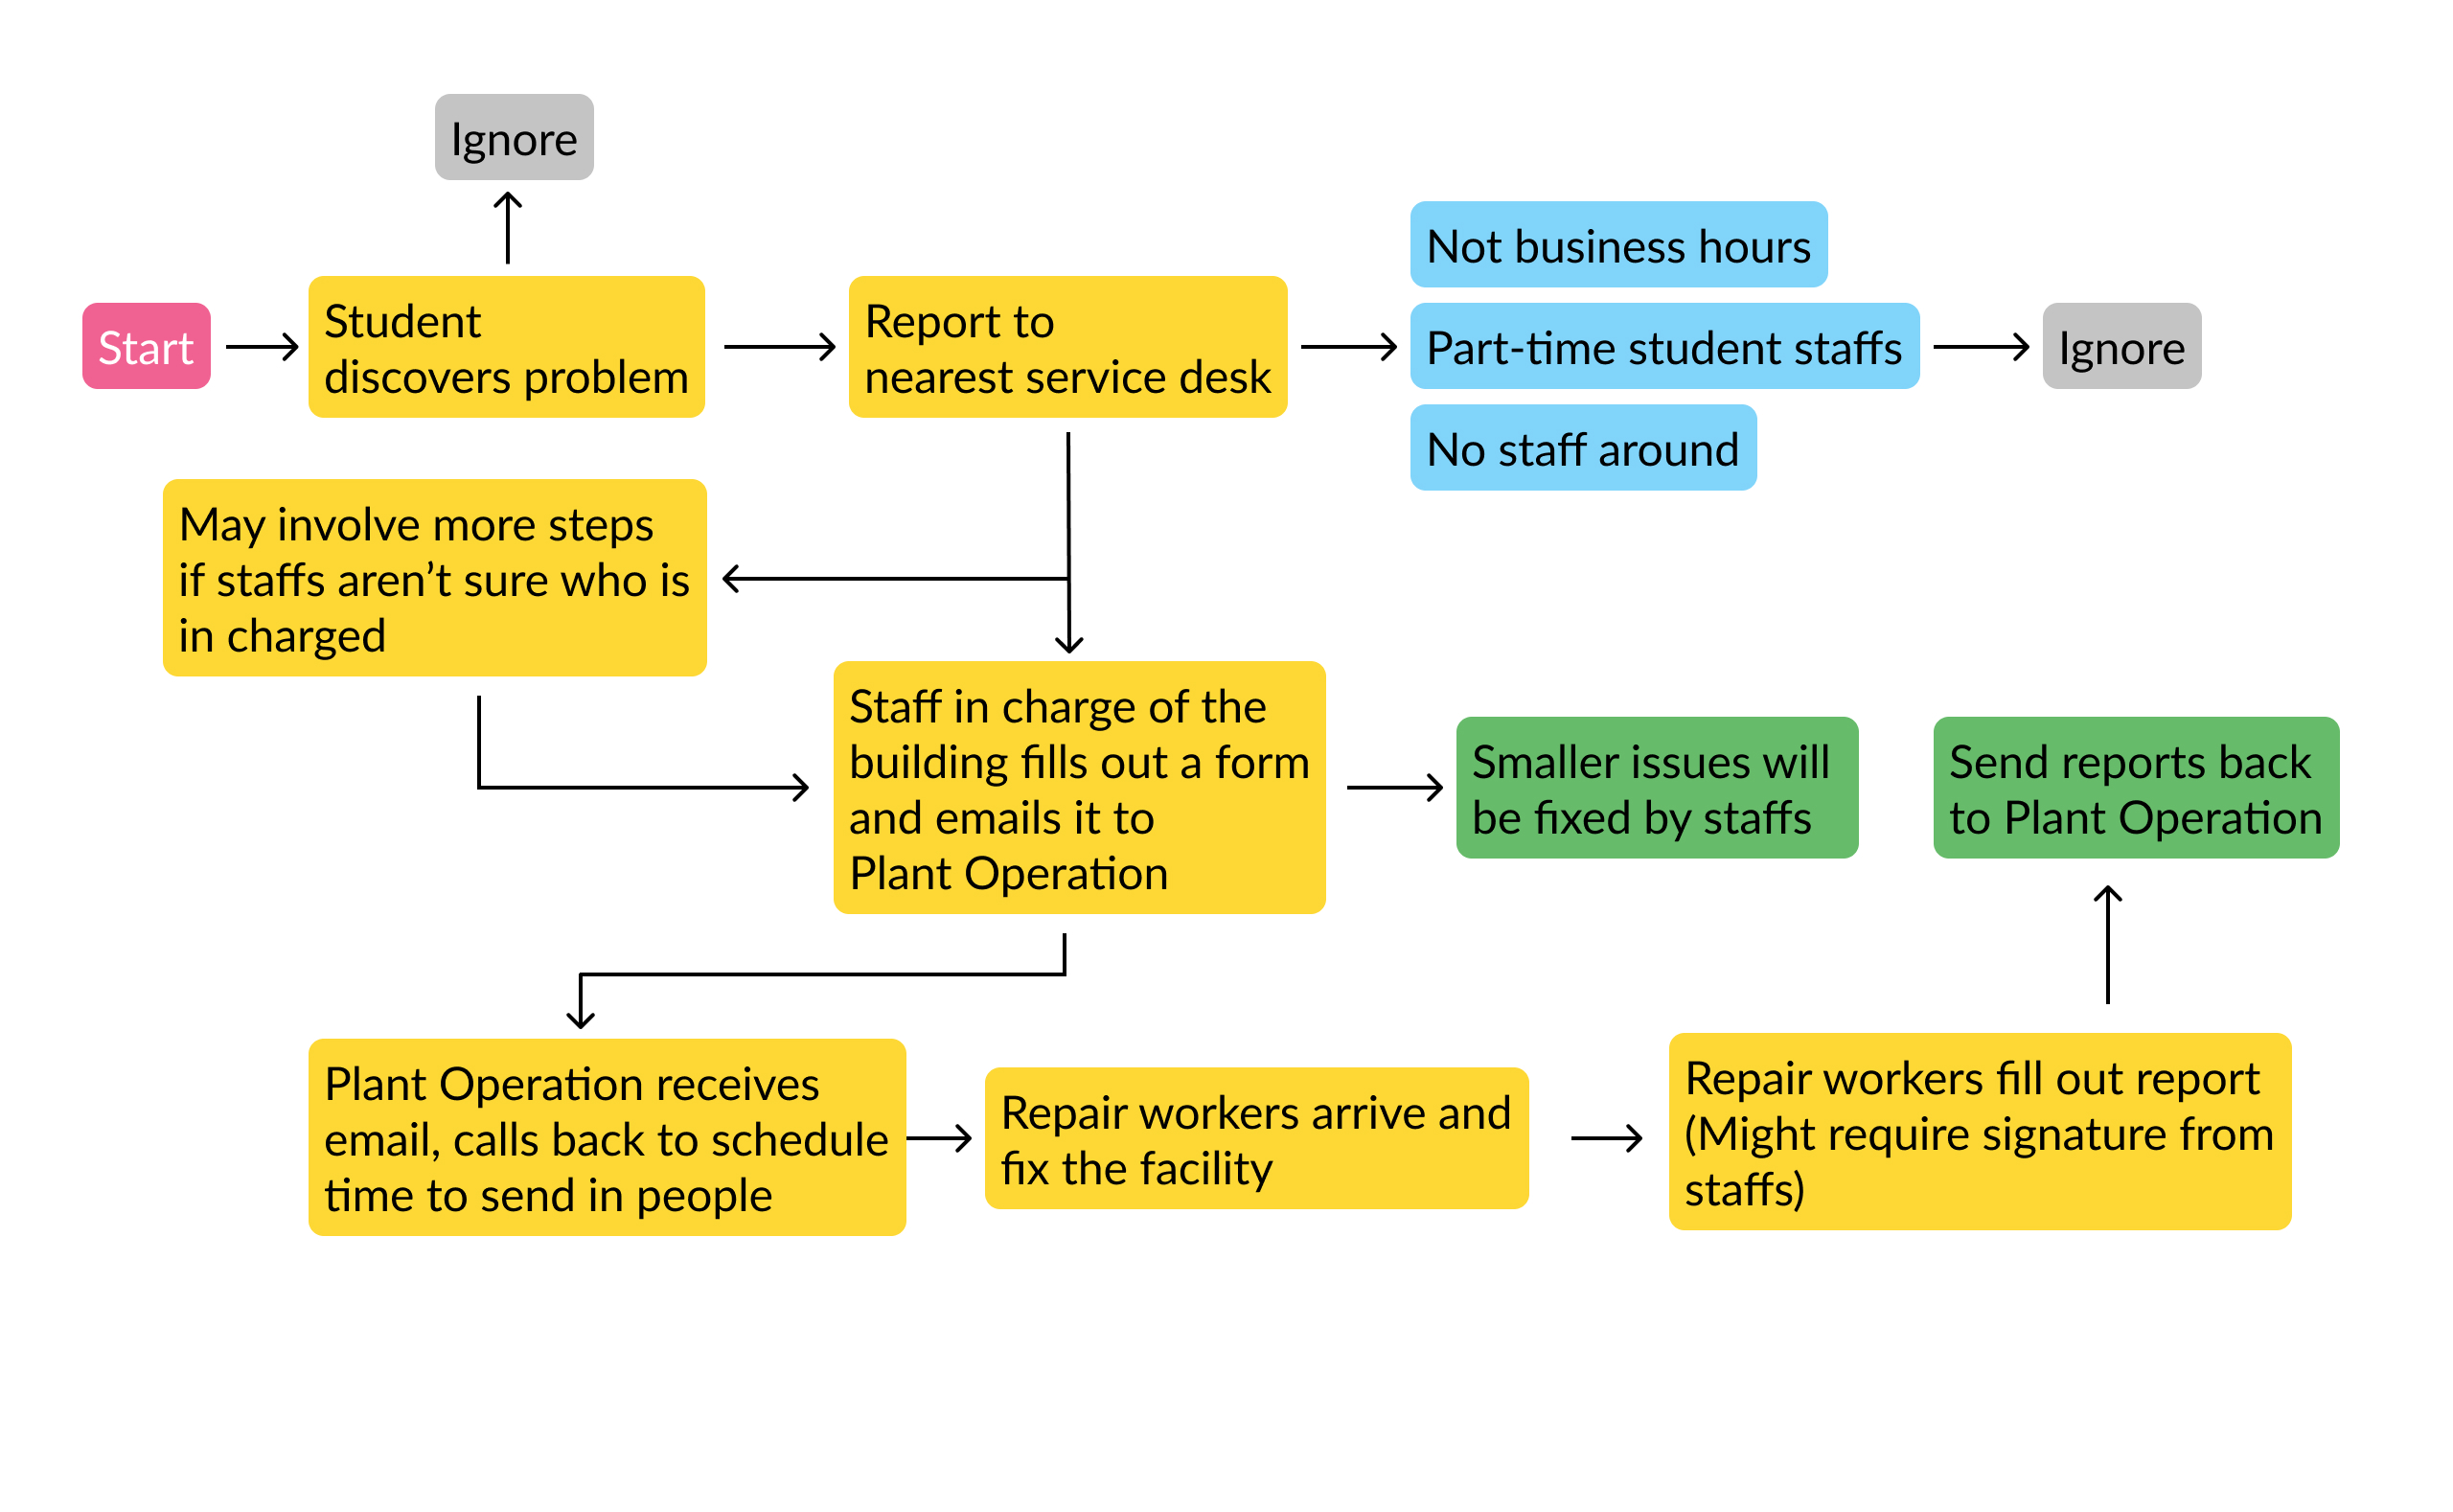 Ignore
Start
Student
discovers problem
Report to
nearest service desk
Not business hours
Part-time student staffs
No staff around
Ignore
May involve more steps
if staffs aren’t sure who is
in charged
Staff in charge of the
building fills out a form
and emails it to
Plant Operation
Smaller issues will
be fixed by staffs
Send reports back
to Plant Operation
Plant Operation receives
email, calls back to schedule
time to send in people
Repair workers arrive and
fix the facility
Repair workers fill out report
(Might require signature from
staffs)